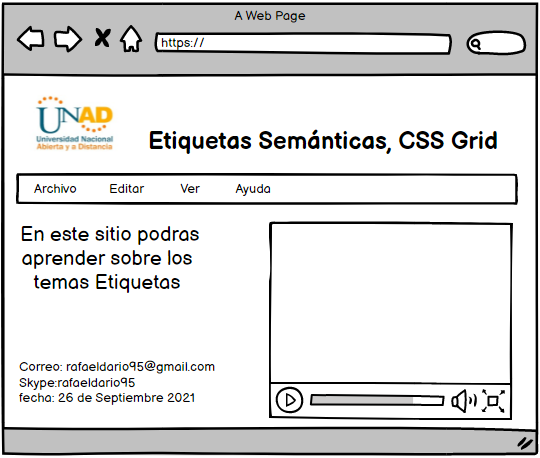 A Web Page
https://
UNAD
Universidad Nacional
Abierta y a Distancia
Etiquetas Semánticas, CSS Grid
Archivo Editar Ver Ayuda
En este sitio podras
aprender sobre los
temas Etiquetas
Correo: rafaeldario95@gmail.com
Skype:rafaeldario95
fecha: 26 de Septiembre 2021